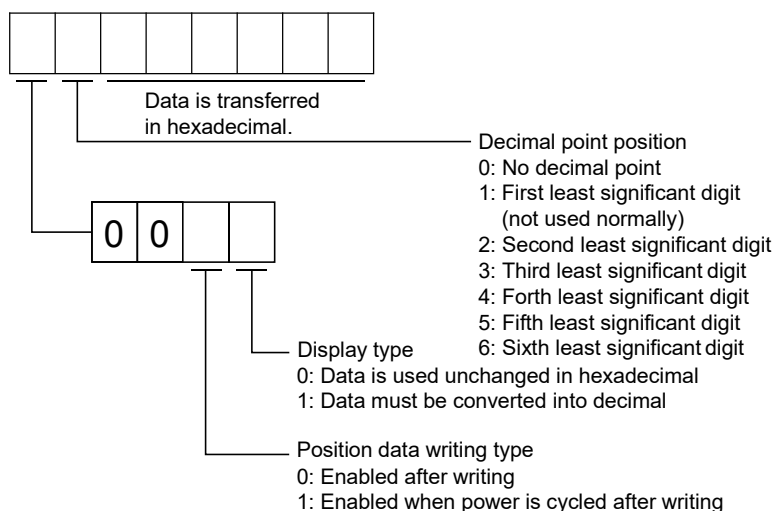 Data is transferred
in hexadecimal.
Decimal point position
0: No decimal point
1: First least significant digit
(not used normally)
2: Second least significant digit
3: Third least significant digit
4: Forth least significant digit
5: Fifth least significant digit
6: Sixth least significant digit
0 0
Display type
0: Data is used unchanged in hexadecimal
1: Data must be converted into decimal
Position data writing type
0: Enabled after writing
1: Enabled when power is cycled after writing